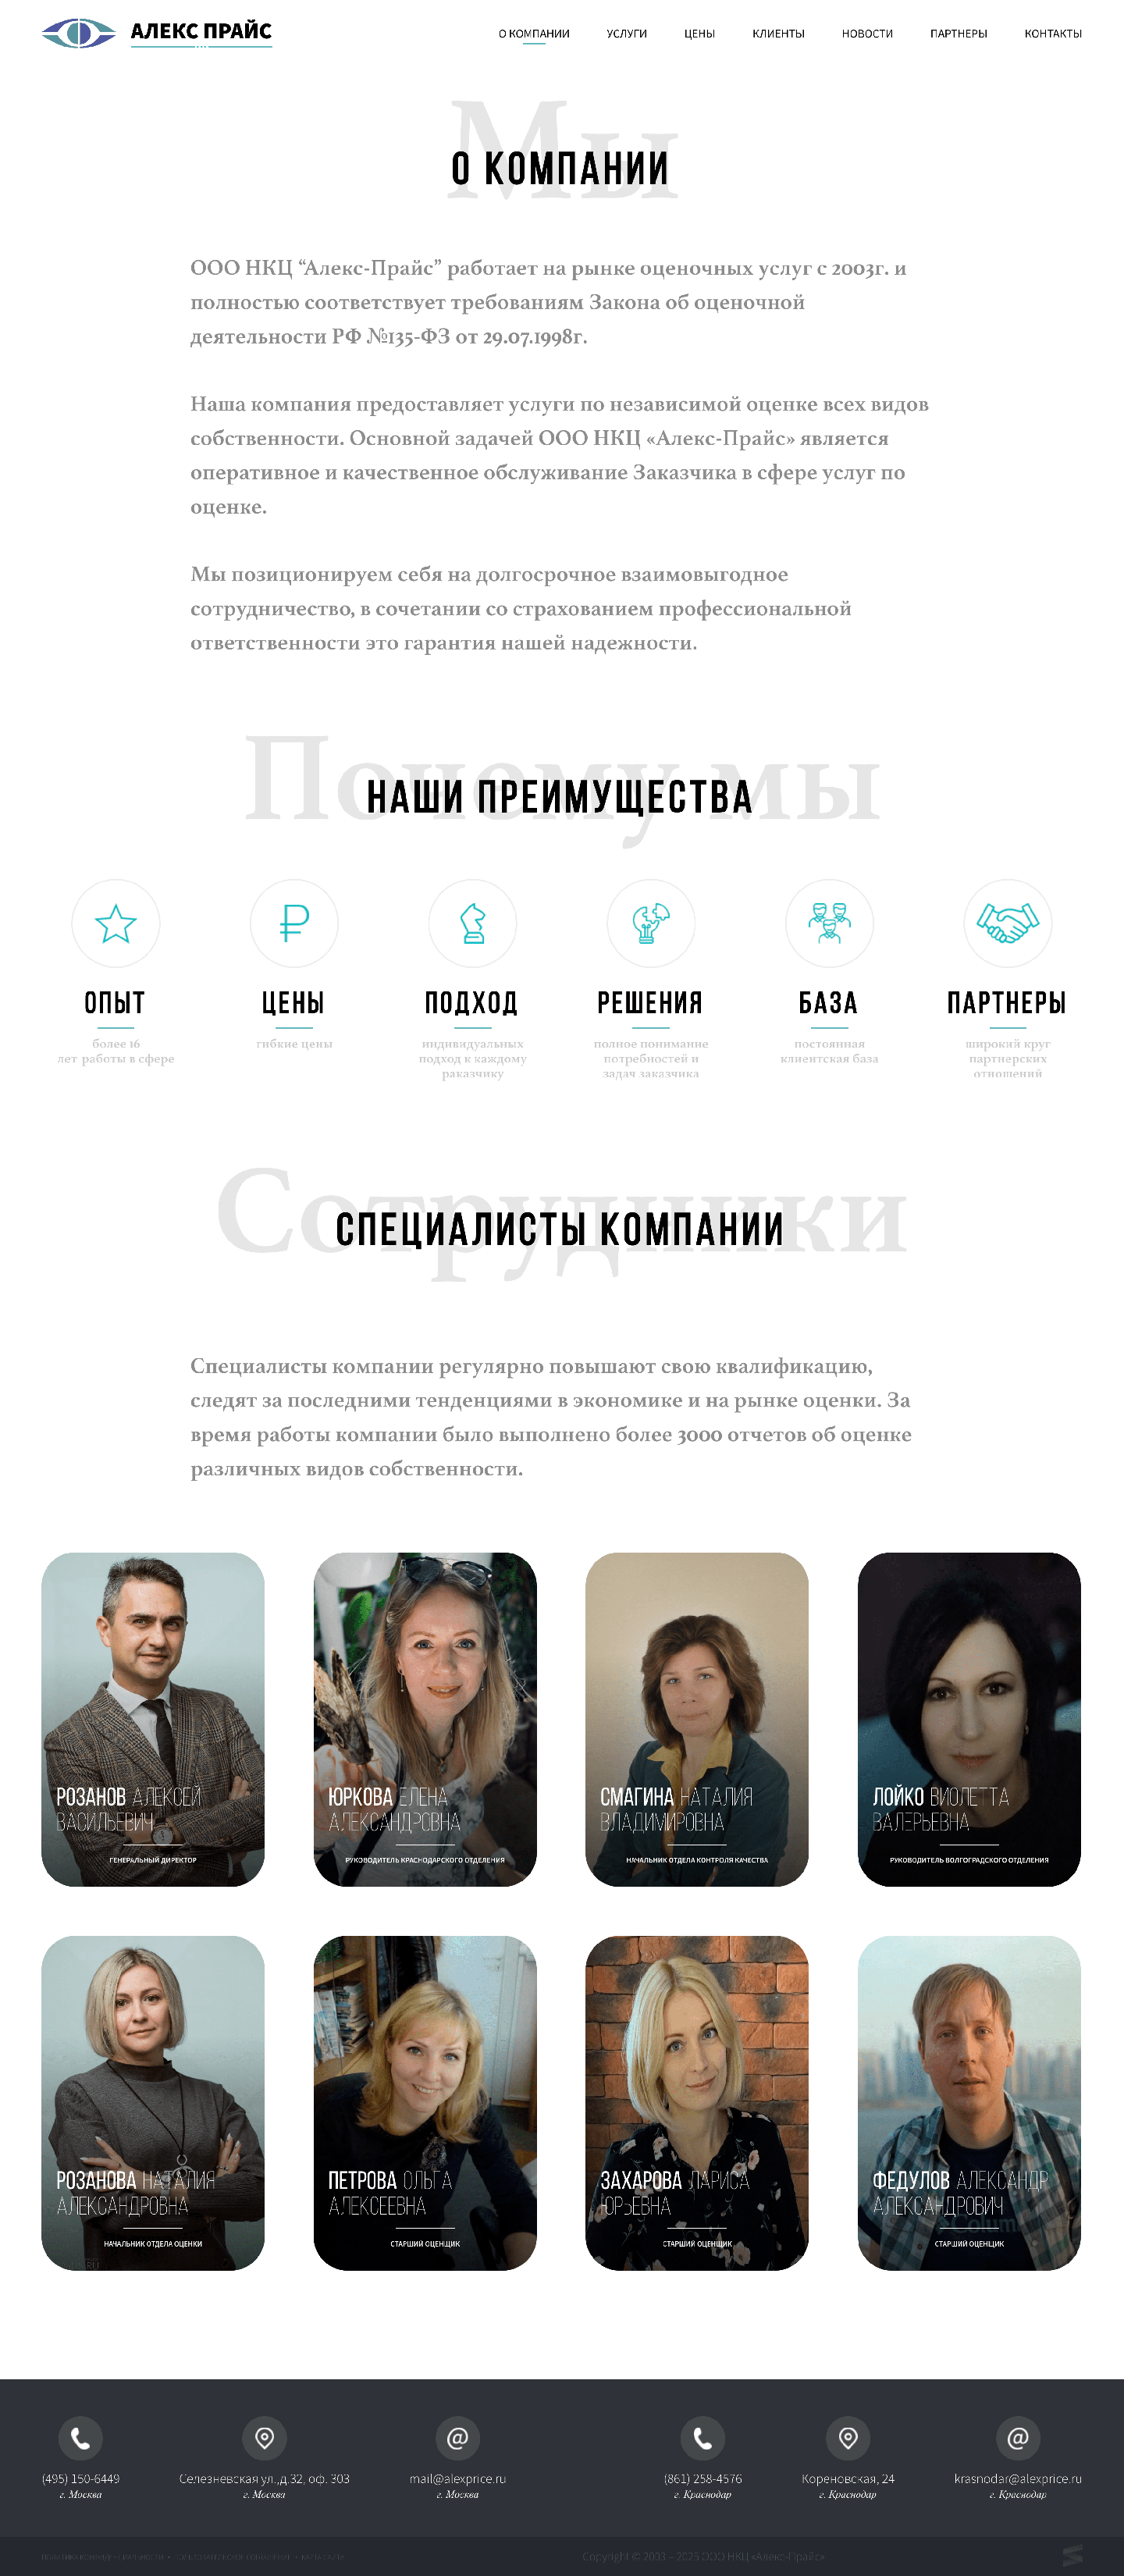 АЛЕКС ПРАЙС
О КОМПАНИИ УСЛУГИ ЦЕНЫ КЛИЕНТЫ НОВОСТИ ПАРТНЕРЫ КОНТАКТЫ
Мы
О КОМПАНИИ
ООО НКЦ “Алекс-Прайс” работает на рынке оценочных услуг с 2003г. и
полностью соответствует требованиям Закона об оценочной
деятельности РФ №135-ФЗ от 29.07.1998г.
Наша компания предоставляет услуги по независимой оценке всех видов
собственности. Основной задачей ООО НКЦ «Алекс-Прайс» является
оперативное и качественное обслуживание Заказчика в сфере услуг по
оценке.
Мы позиционируем себя на долгосрочное взаимовыгодное
сотрудничество, в сочетании со страхованием профессиональной
ответственности это гарантия нашей надежности.
Почему мы
НАШИ ПРЕИМУЩЕСТВА
ОПЫТ
более 16
лет работы в сфере
ЦЕНЫ
гибкие цены
ПОДХОД
индивидуальных
подход к каждому
раказчику
РЕШЕНИЯ
полное понимание
потребностей и
задач заказчика
БАЗА
постоянная
клиентская база
ПАРТНЕРЫ
широкий круг
партнерских
отношений
Сотрудники
СПЕЦИАЛИСТЫ КОМПАНИИ
Специалисты компании регулярно повышают свою квалификацию,
следят за последними тенденциями в экономике и на рынке оценки. За
время работы компании было выполнено более 3000 отчетов об оценке
различных видов собственности.
РОЗАНОВ АЛЕКСЕЙ
ВАСИЛЬЕВИЧ
ГЕНЕРАЛЬНЫЙ ДИРЕКТОР
ЮРКОВА ЕЛЕНА
АЛЕКСАНДРОВНА
РУКОВОДИТЕЛЬ КРАСНОДАРСКОГО ОТДЕЛЕНИЯ
СМАГИНА НАТАЛИЯ
ВЛАДИМИРОВНА
НАЧАЛЬНИК ОТДЕЛА КОНТРОЛЯ КАЧЕСТВА
ЛОЙКО ВИОЛЕТТА
ВАЛЕРЬЕВНА
РУКОВОДИТЕЛЬ ВОЛГОГРАДСКОГО ОТДЕЛЕНИЯ
РОЗАНОВА НАТАЛИЯ
АЛЕКСАНДРОВНА
НАЧАЛЬНИК ОТДЕЛА ОЦЕНКИ
ПЕТРОВА ОЛЬГА
АЛЕКСЕЕВНА
СТАРШИЙ ОЦЕНЩИК
ЗАХАРОВА ЛАРИСА
ЮРЬЕВНА
СТАРШИЙ ОЦЕНЩИК
ФЕДУЛОВ АЛЕКСАНДР
АЛЕКСАНДРОВИЧ
СТАРШИЙ ОЦЕНЩИК
(495) 150-6449
г. Москва
Селезневская ул.,д.32, оф. 303
г. Москва
mail@alexprice.ru
г. Москва
(861) 258-4576
г. Краснодар
Кореновская, 24
г. Краснодар
krasnodar@alexprice.ru
г. Краснодар
Copyright © 2003 – 2023 ООО НКЦ «Алекс-Прайс»